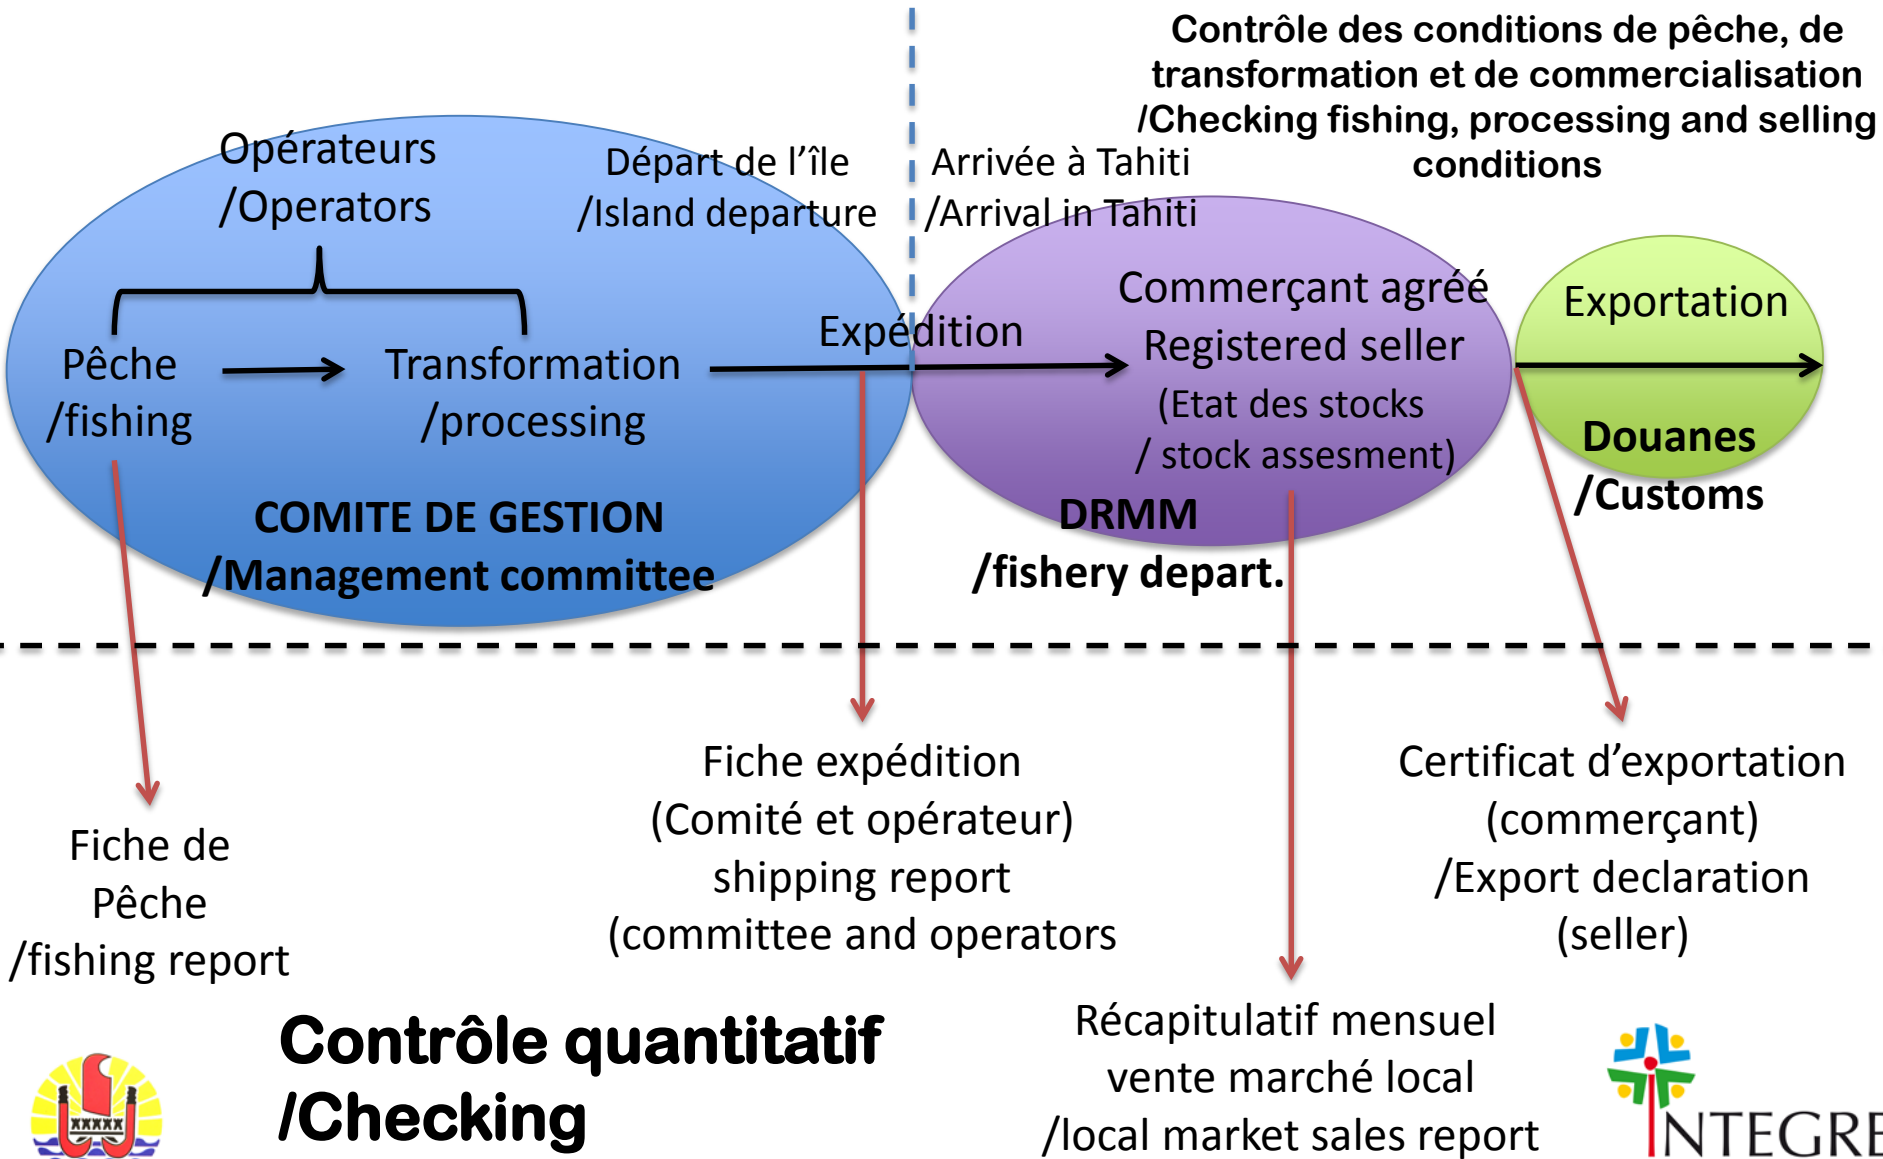 Contrôle des conditions de pêche, de
transformation et de commercialisation
/Checking fishing, processing and selling
conditions
Opérateurs
/Operators
Départ de l’île
/Island departure
Arrivée à Tahiti
/Arrival in Tahiti
Pêche
/fishing
Transformation
/processing
Expédition
Commerçant agréé
Registered seller
(Etat des stocks
/ stock assesment)
Exportation
Douanes
/Customs
COMITE DE GESTION
/Management committee
DRMM
/fishery depart.
Fiche de
Pêche
/fishing report
Fiche expédition
(Comité et opérateur)
shipping report
(committee and operators
Certificat d’exportation
(commerçant)
/Export declaration
(seller)
Récapitulatif mensuel
vente marché local
/local market sales report
Contrôle quantitatif
/Checking
INTEGRE